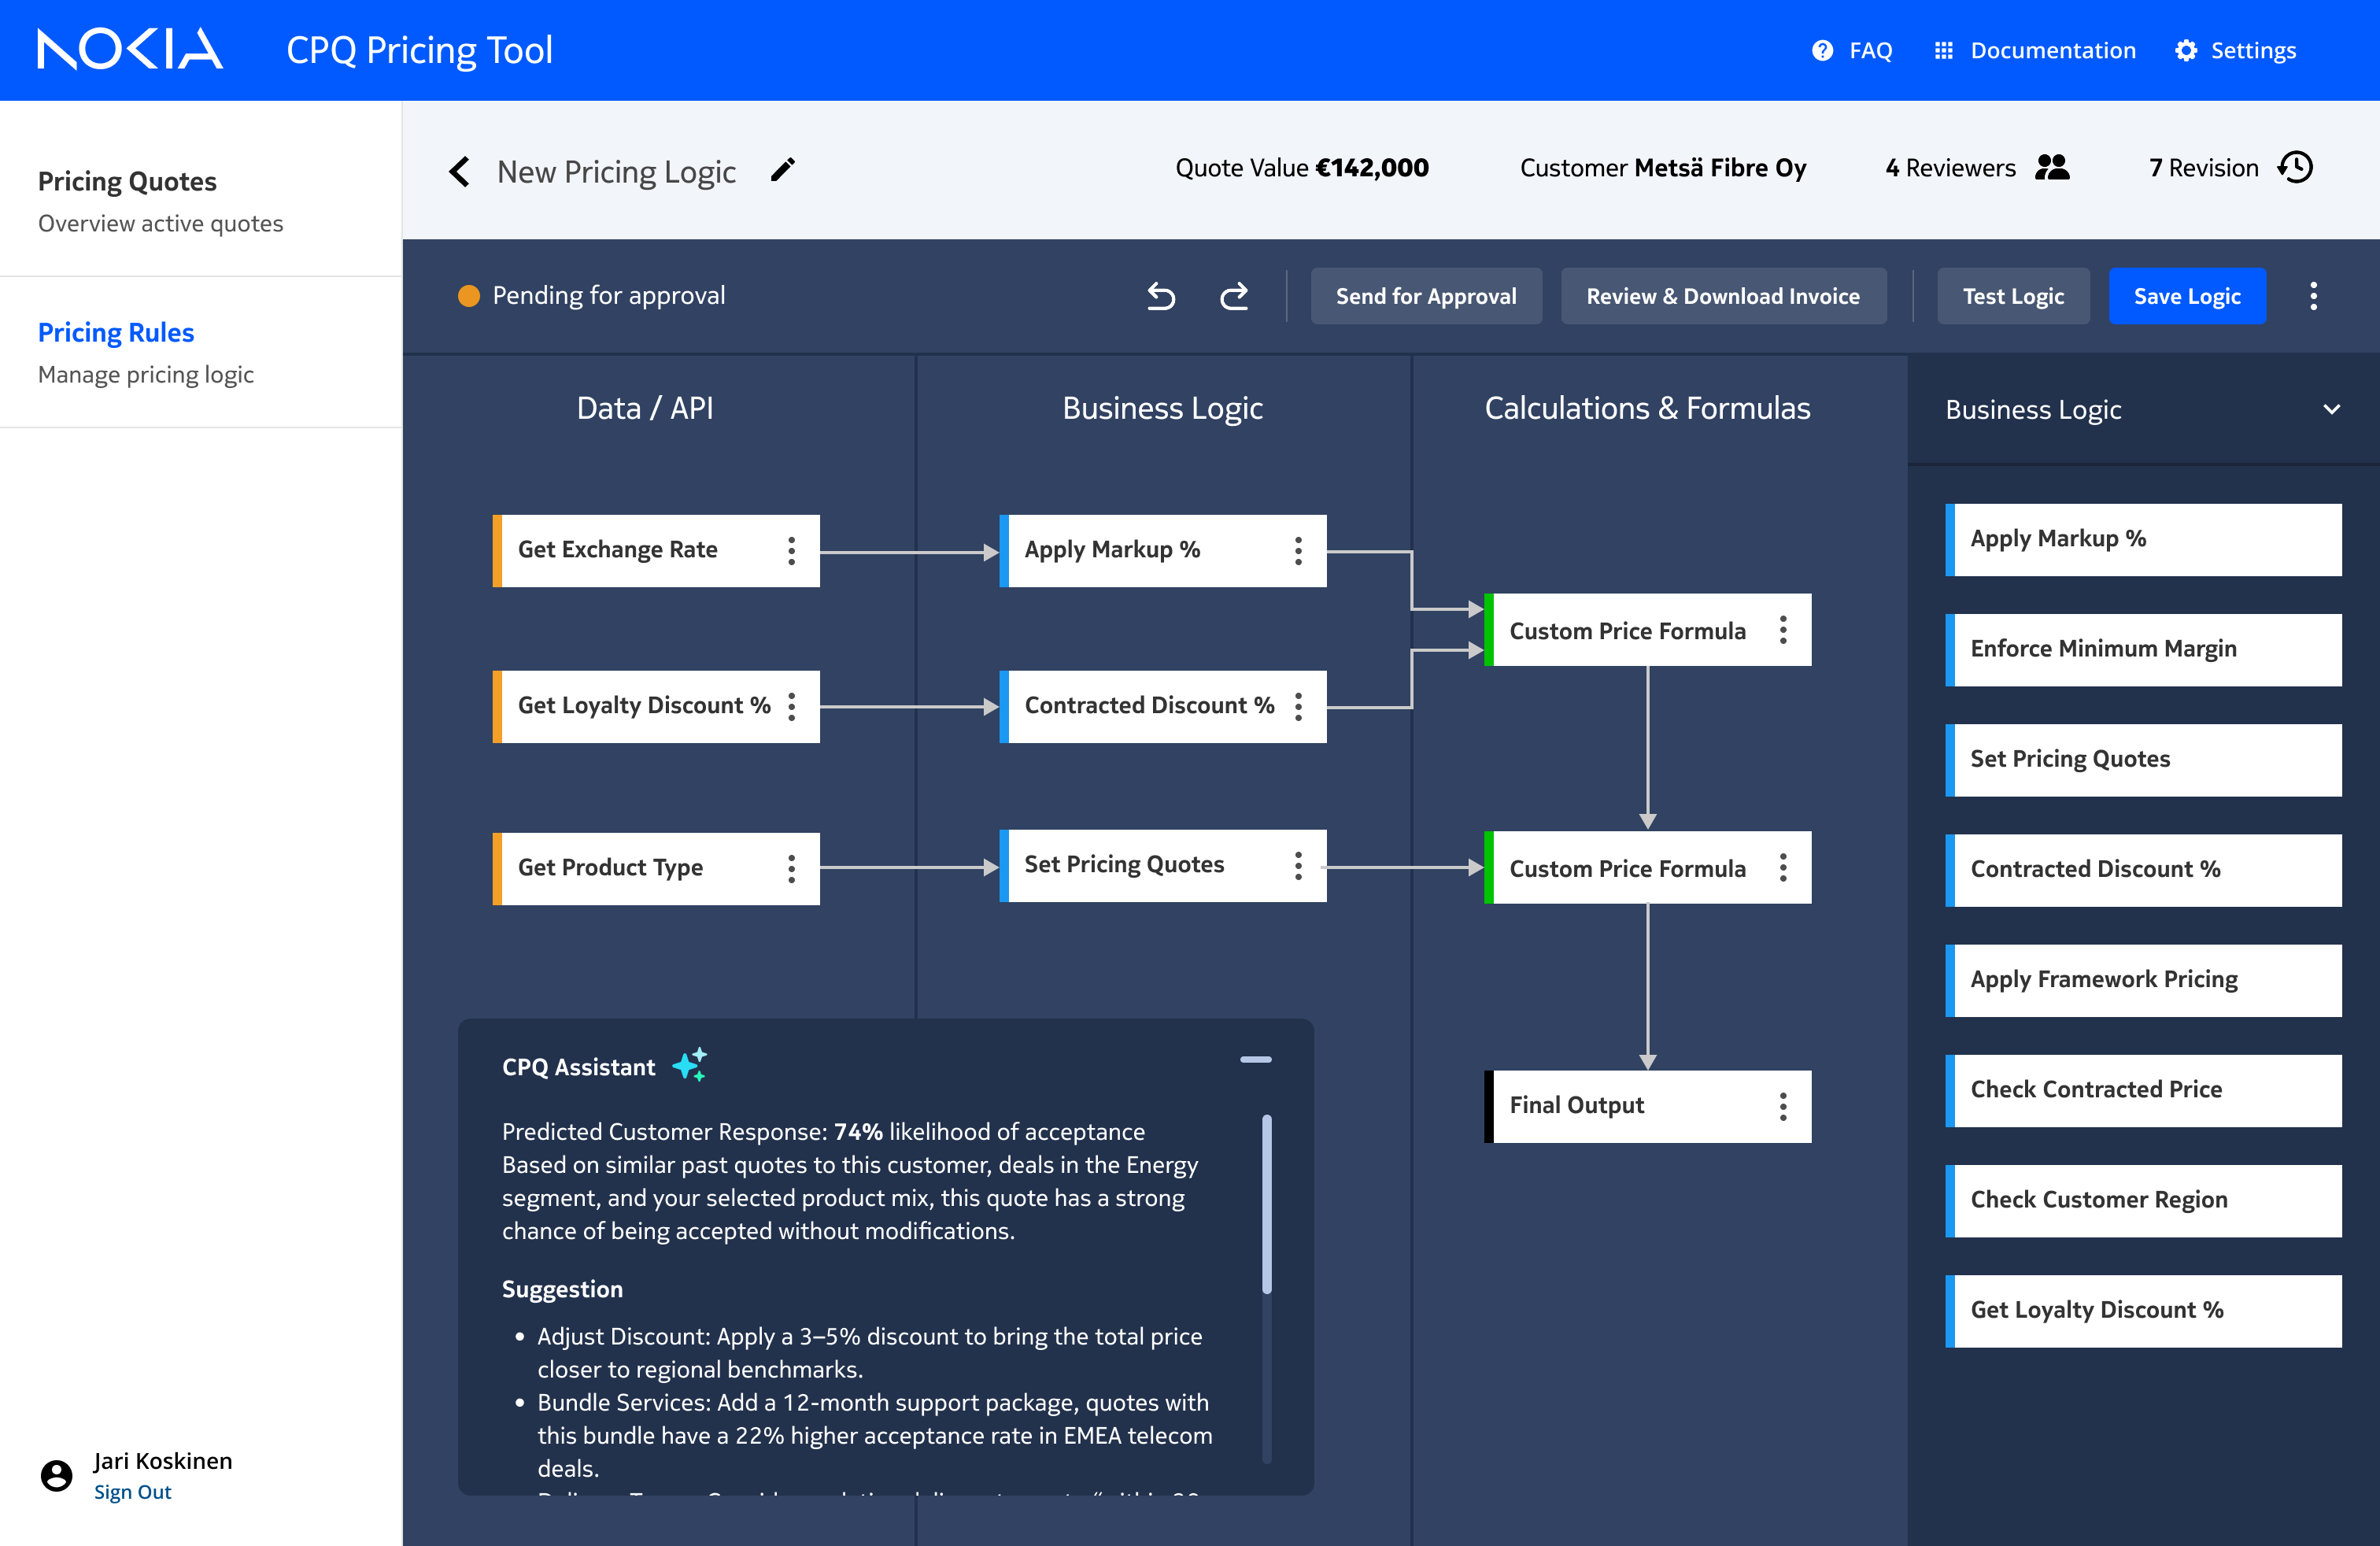 NOKIA
CPQ Pricing Tool
FAQ
Documentation
Settings
Pricing Quotes
Overview active quotes
Pricing Rules
Manage pricing logic
Jari Koskinen
Sign Out
New Pricing Logic
Quote Value €142,000
Customer Metsä Fibre Oy
4 Reviewers
7 Revision
Pending for approval
Send for Approval
Review & Download Invoice
Test Logic
Save Logic
Data / API
Business Logic
Calculations & Formulas
Get Exchange Rate
Apply Markup %
Custom Price Formula
Get Loyalty Discount %
Contracted Discount %
Get Product Type
Set Pricing Quotes
Custom Price Formula
Final Output
CPQ Assistant
Predicted Customer Response: 74% likelihood of acceptance
Based on similar past quotes to this customer, deals in the Energy
segment, and your selected product mix, this quote has a strong
chance of being accepted without modifications.
Suggestion
• Adjust Discount: Apply a 3–5% discount to bring the total price
closer to regional benchmarks.
• Bundle Services: Add a 12-month support package, quotes with
this bundle have a 22% higher acceptance rate in EMEA telecom
deals.
Business Logic
Apply Markup %
Enforce Minimum Margin
Set Pricing Quotes
Contracted Discount %
Apply Framework Pricing
Check Contracted Price
Check Customer Region
Get Loyalty Discount %